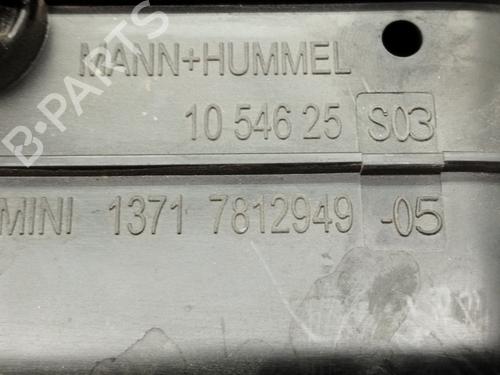 MANN+HUMMEL
10 546 25 S03
MINI 1371 7812949 -05
B-PARTS